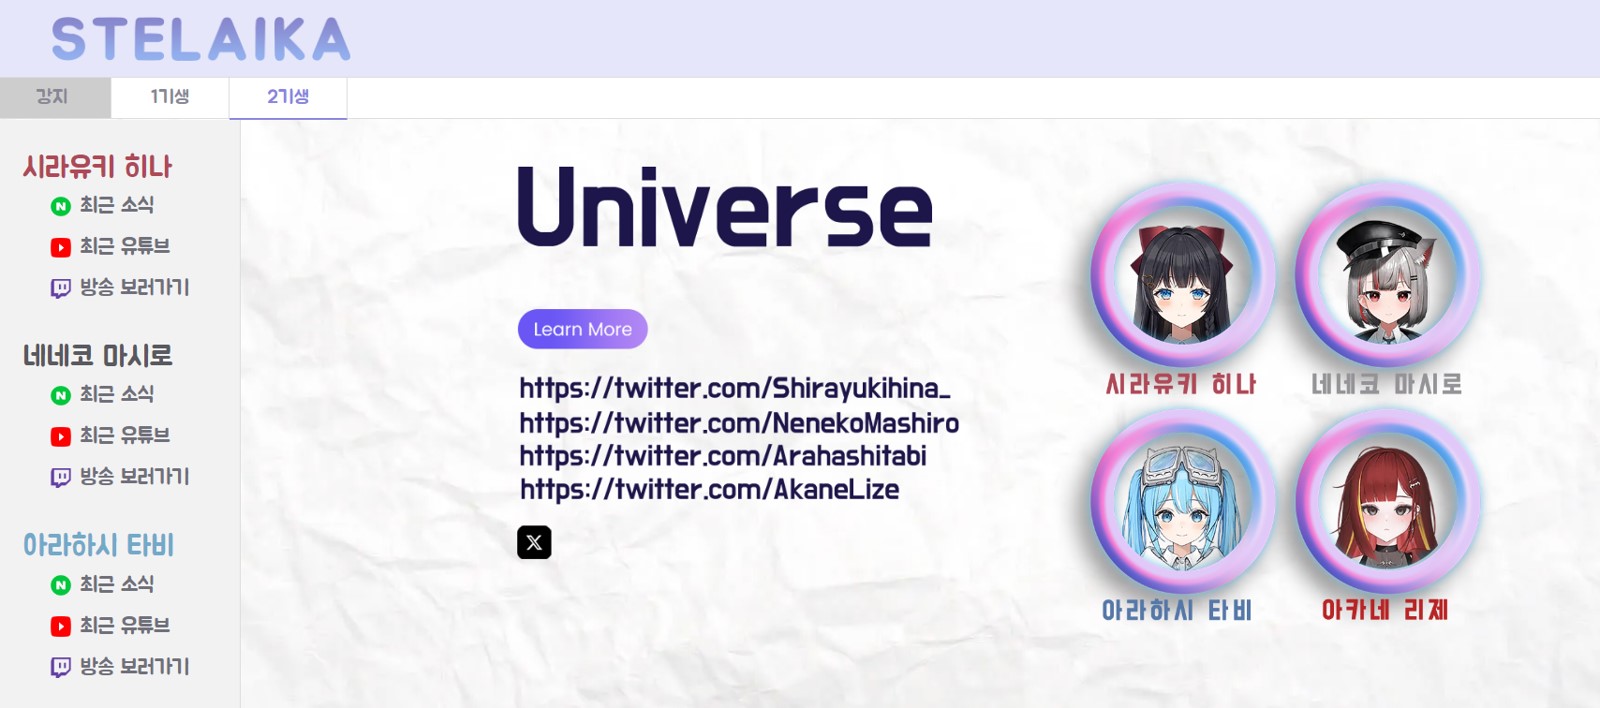 STELAIKA
강지
1기생
2기생
시라유키 히나
최근 소식
최근 유튜브
방송 보러가기
네네코 마시로
최근 소식
최근 유튜브
방송 보러가기
아라하시 타비
최근 소식
최근 유튜브
방송 보러가기
Universe
Learn More
https://twitter.com/Shirayukihina_
https://twitter.com/NenekoMashiro
https://twitter.com/Arahashitabi
https://twitter.com/AkaneLize
시라유키 히나
네네코 마시로
아라하시 타비
아카네 리제